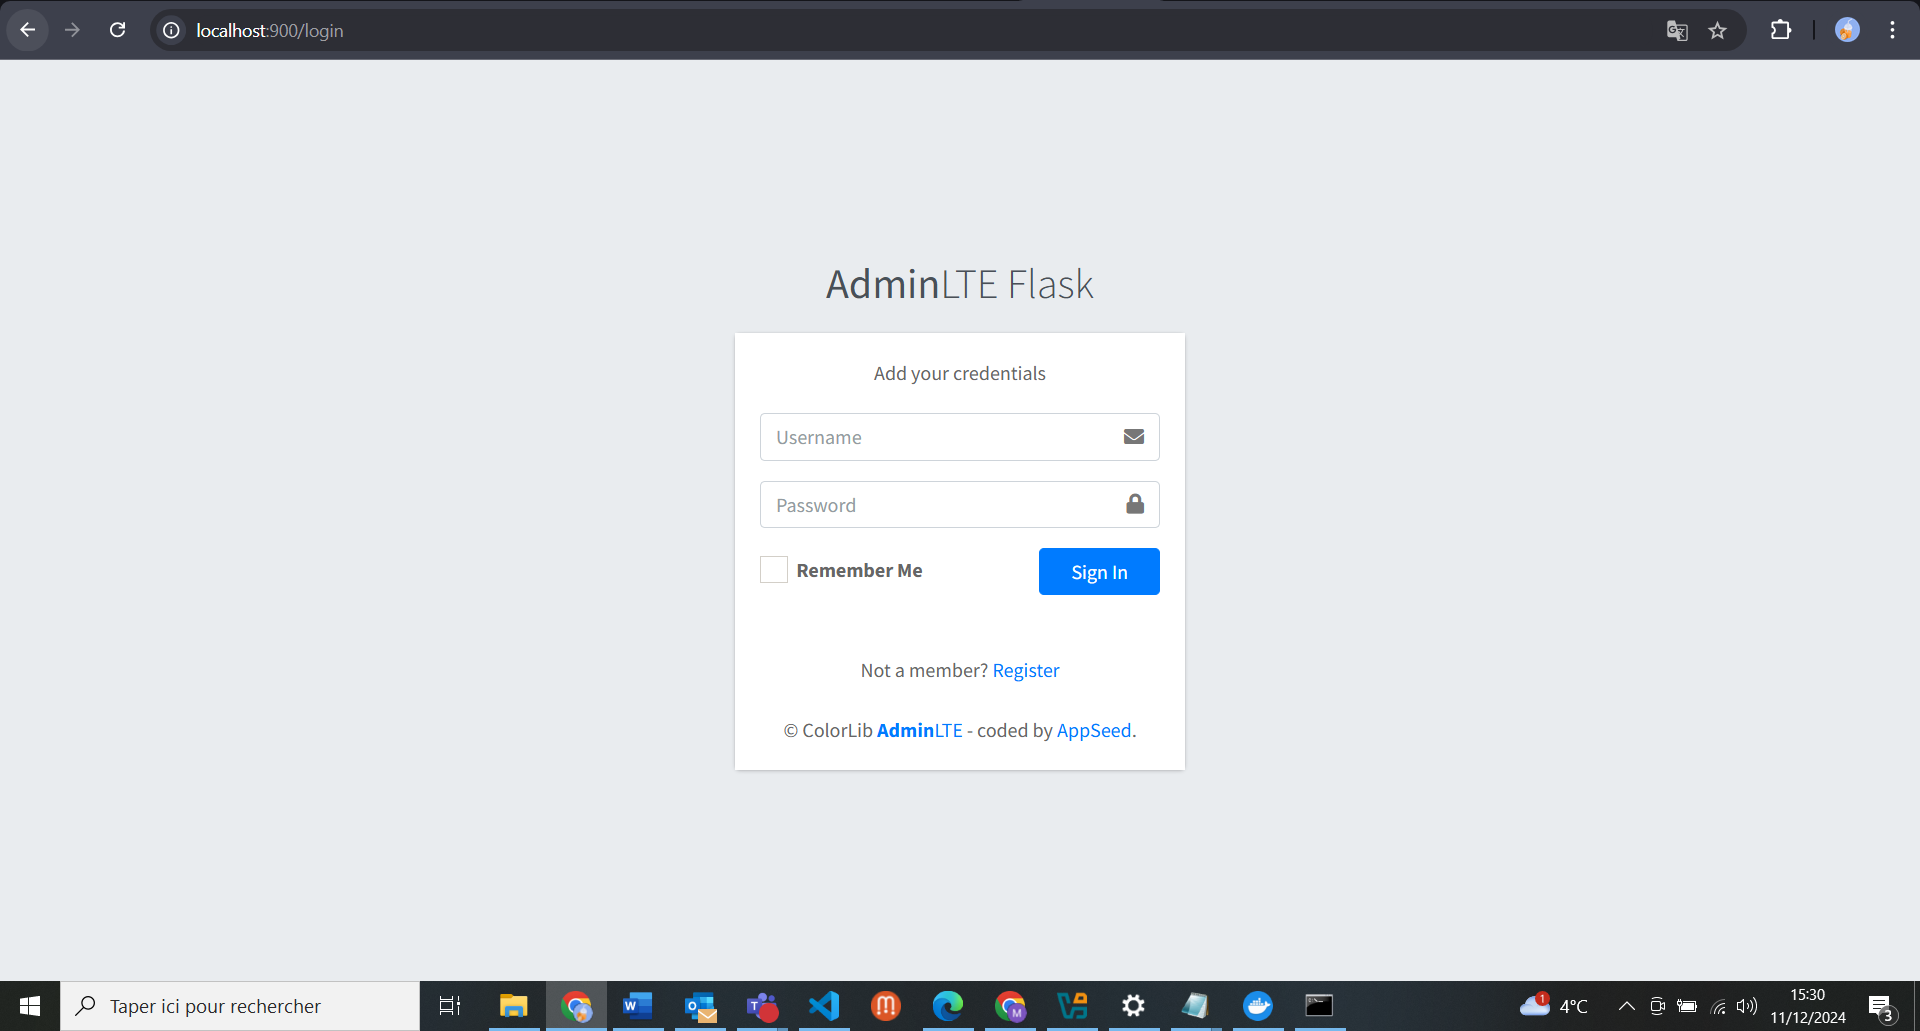 localhost:900/login
AdminLTE Flask
Add your credentials
Username
Password
Remember Me
Sign In
Not a member? Register
© ColorLib AdminLTE - coded by AppSeed.
Taper ici pour rechercher
1
4°C
15:30
11/12/2024
3